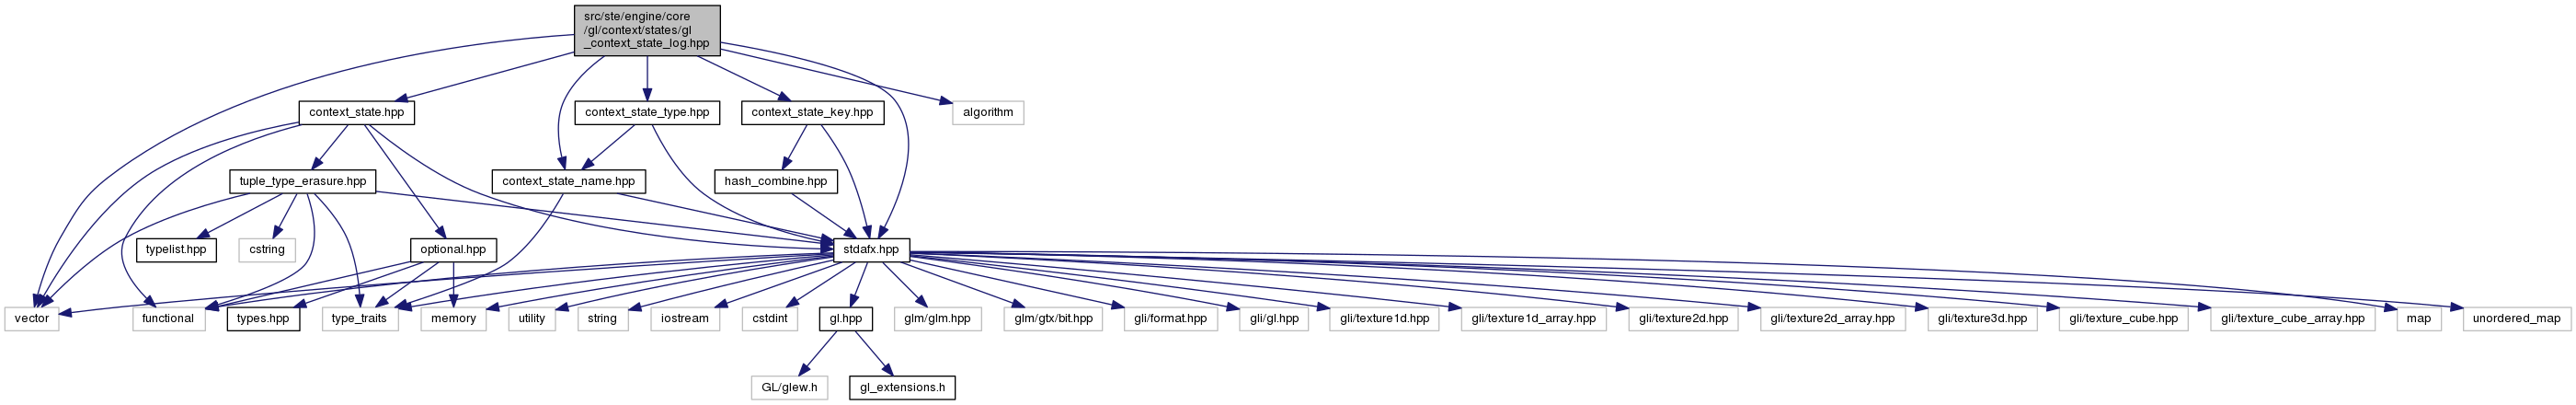 src/ste/engine/core
/gl/context/states/gl
_context_state_log.hpp
context_state.hpp
context_state_type.hpp
context_state_key.hpp
algorithm
tuple_type_erasure.hpp
context_state_name.hpp
hash_combine.hpp
typelist.hpp
cstring
optional.hpp
stdafx.hpp
vector
functional
types.hpp
type_traits
memory
utility
string
iostream
cstdint
gl.hpp
glm/glm.hpp
glm/gtx/bit.hpp
gli/format.hpp
gli/gl.hpp
gli/texture1d.hpp
gli/texture1d_array.hpp
gli/texture2d.hpp
gli/texture2d_array.hpp
gli/texture3d.hpp
gli/texture_cube.hpp
gli/texture_cube_array.hpp
map
unordered_map
GL/glew.h
gl_extensions.h